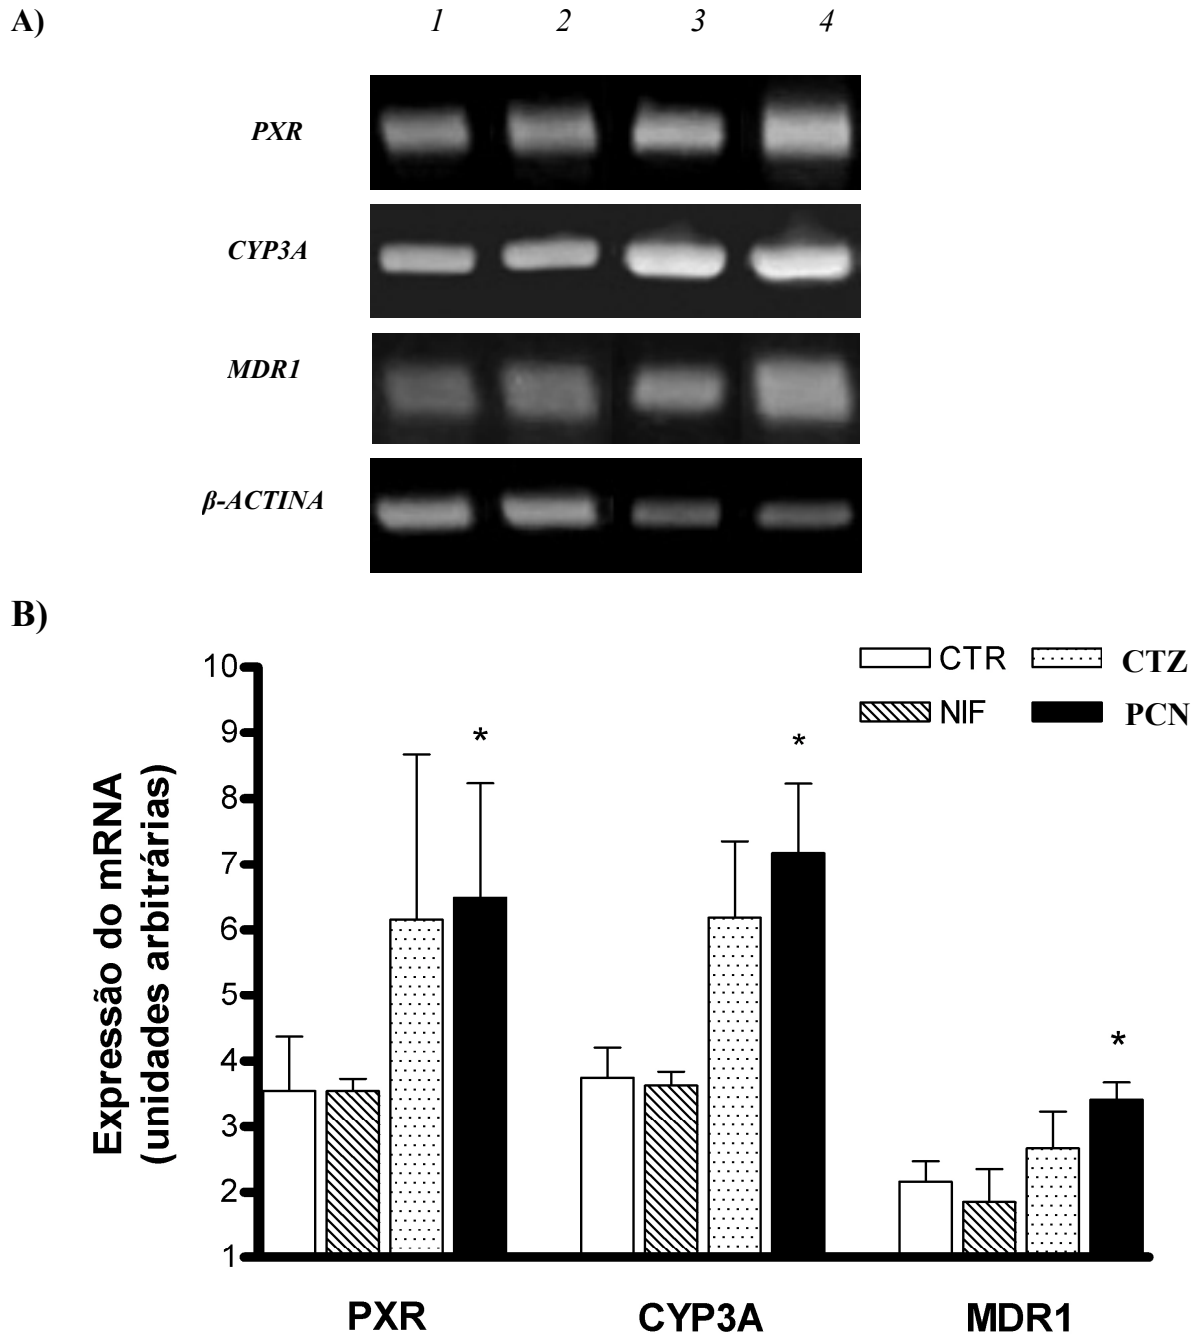 A) 1 2 3 4
PXR
CYP3A
MDR1
β-ACTINA
B)
CTR CTZ
NIF PCN
Expressão do mRNA
(unidades arbitrárias)
10
9
8
7
6
5
4
3
2
1
* * *
PXR CYP3A MDR1